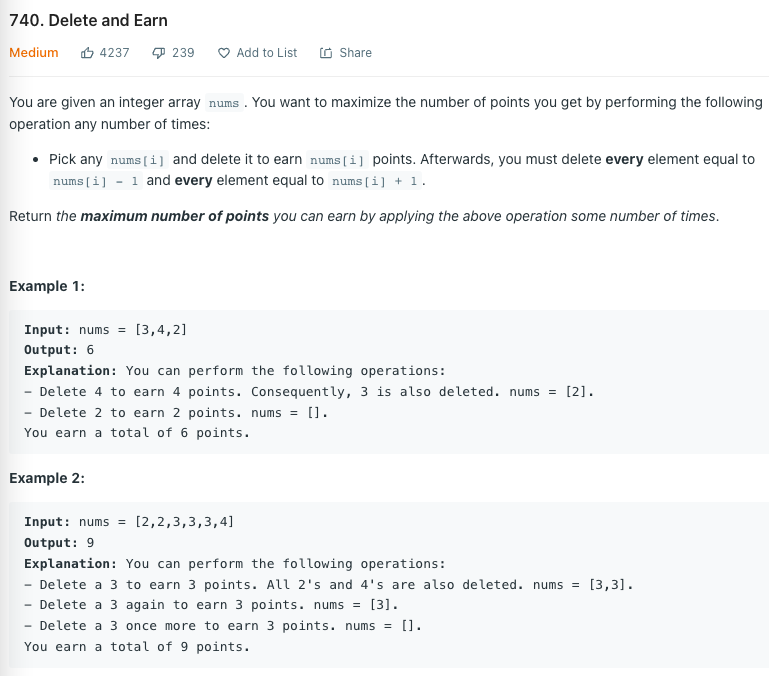 740. Delete and Earn
Medium 4237 239 Add to List Share
You are given an integer array nums . You want to maximize the number of points you get by performing the following
operation any number of times:
• Pick any nums[i] and delete it to earn nums[i] points. Afterwards, you must delete every element equal to
nums[i] - 1 and every element equal to nums[i] + 1 .
Return the maximum number of points you can earn by applying the above operation some number of times.
Example 1:
Input: nums = [3,4,2]
Output: 6
Explanation: You can perform the following operations:
- Delete 4 to earn 4 points. Consequently, 3 is also deleted. nums = [2].
- Delete 2 to earn 2 points. nums = [].
You earn a total of 6 points.
Example 2:
Input: nums = [2,2,3,3,3,4]
Output: 9
Explanation: You can perform the following operations:
- Delete a 3 to earn 3 points. All 2's and 4's are also deleted. nums = [3,3].
- Delete a 3 again to earn 3 points. nums = [3].
- Delete a 3 once more to earn 3 points. nums = [].
You earn a total of 9 points.